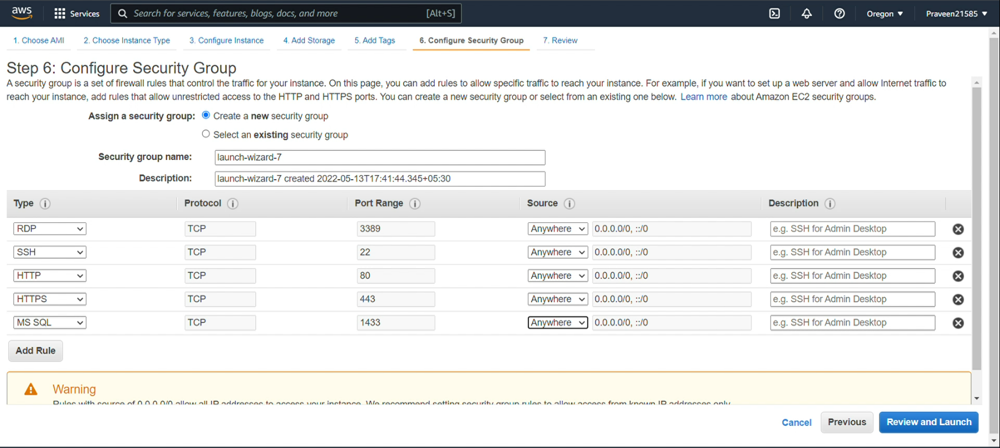 aws Services Search for services, features, blogs, docs, and more [Alt+S] Oregon Praveen21585
1. Choose AMI 2. Choose Instance Type 3. Configure Instance 4. Add Storage 5. Add Tags 6. Configure Security Group 7. Review
Step 6: Configure Security Group
A security group is a set of firewall rules that control the traffic for your instance. On this page, you can add rules to allow specific traffic to reach your instance. For example, if you want to set up a web server and allow Internet traffic to
reach your instance, add rules that allow unrestricted access to the HTTP and HTTPS ports. You can create a new security group or select from an existing one below. Learn more about Amazon EC2 security groups.
Assign a security group: Create a new security group
Select an existing security group
Security group name: launch-wizard-7
Description: launch-wizard-7 created 2022-05-13T17:41:44.345+05:30
Type Protocol Port Range Source Description
RDP TCP 3389 Anywhere 0.0.0.0/0, ::/0 e.g. SSH for Admin Desktop
SSH TCP 22 Anywhere 0.0.0.0/0, ::/0 e.g. SSH for Admin Desktop
HTTP TCP 80 Anywhere 0.0.0.0/0, ::/0 e.g. SSH for Admin Desktop
HTTPS TCP 443 Anywhere 0.0.0.0/0, ::/0 e.g. SSH for Admin Desktop
MS SQL TCP 1433 Anywhere 0.0.0.0/0, ::/0 e.g. SSH for Admin Desktop
Add Rule
Warning
Rules with source of 0.0.0.0/0 allow all IP addresses to access your instance. We recommend setting security group rules to allow access from known IP addresses only.
Cancel Previous Review and Launch